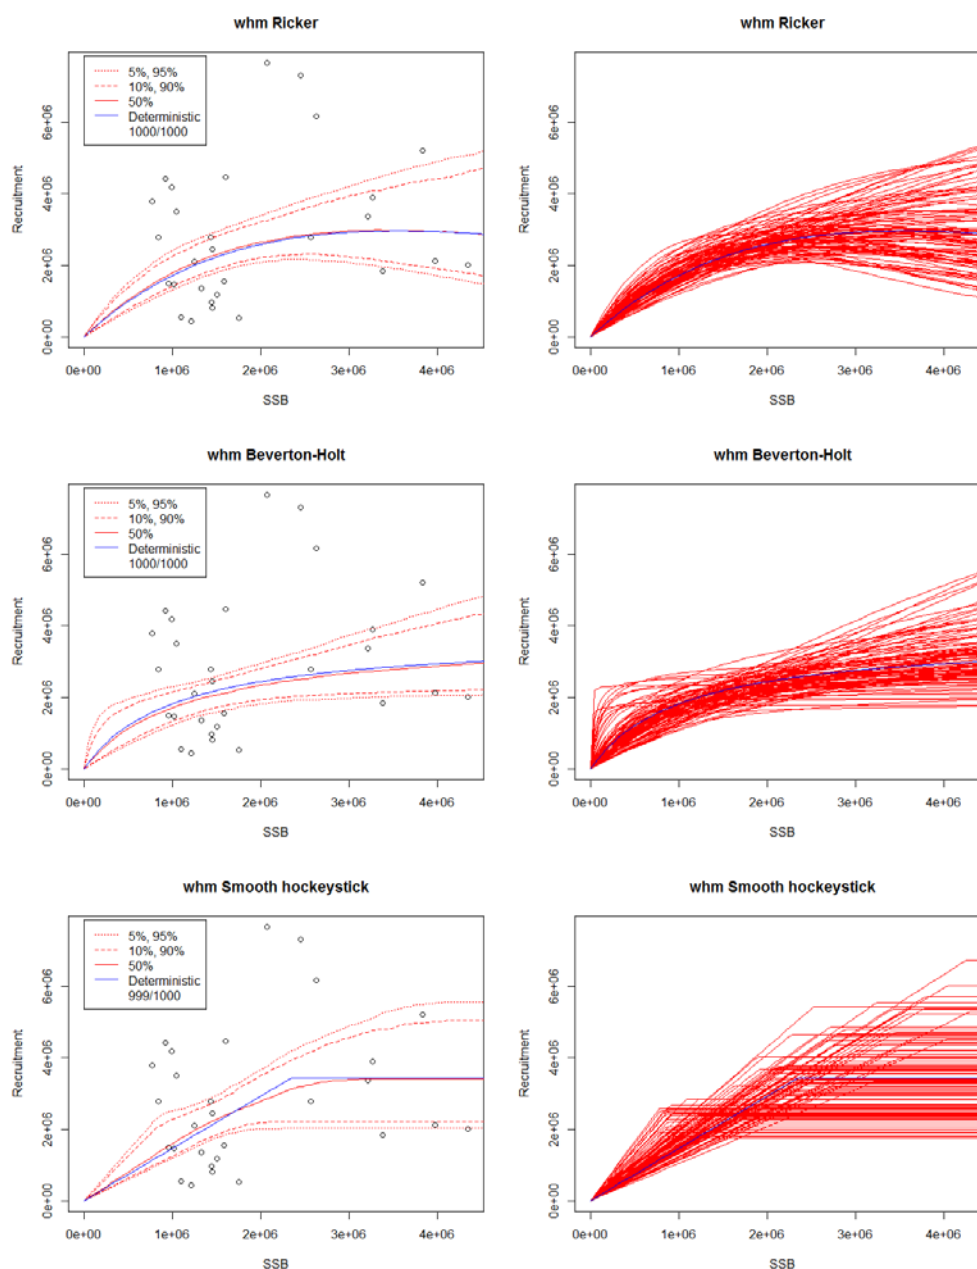 whm Ricker
5%, 95%
10%, 90%
50%
Deterministic
1000/1000
Recruitment
0e+00 2e+06 4e+06 6e+06
0e+00 1e+06 2e+06 3e+06 4e+06
SSB
whm Ricker
Recruitment
0e+00 2e+06 4e+06 6e+06
0e+00 1e+06 2e+06 3e+06 4e+06
SSB
whm Beverton-Holt
5%, 95%
10%, 90%
50%
Deterministic
1000/1000
Recruitment
0e+00 2e+06 4e+06 6e+06
0e+00 1e+06 2e+06 3e+06 4e+06
SSB
whm Beverton-Holt
Recruitment
0e+00 2e+06 4e+06 6e+06
0e+00 1e+06 2e+06 3e+06 4e+06
SSB
whm Smooth hockeystick
5%, 95%
10%, 90%
50%
Deterministic
999/1000
Recruitment
0e+00 2e+06 4e+06 6e+06
0e+00 1e+06 2e+06 3e+06 4e+06
SSB
whm Smooth hockeystick
Recruitment
0e+00 2e+06 4e+06 6e+06
0e+00 1e+06 2e+06 3e+06 4e+06
SSB